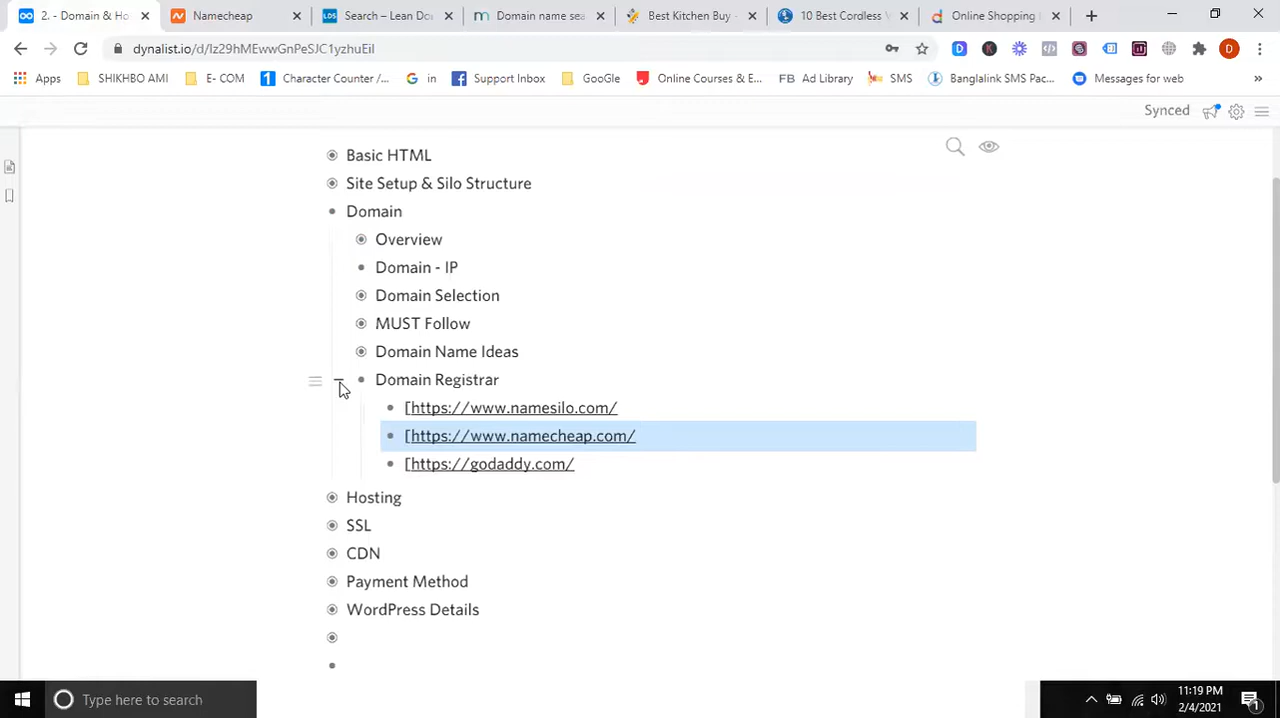 2. - Domain & Ho
Namecheap
Search – Lean Do
Domain name sea
Best Kitchen Buy -
10 Best Cordless V
Online Shopping
dynalist.io/d/Iz29hMEwwGnPeSJC1yzhuEil
Apps
SHIKHBO AMI
E- COM
Character Counter /...
in
Support Inbox
GooGle
Online Courses & E...
FB Ad Library
SMS
Banglalink SMS Pac...
Messages for web
»
Synced
Basic HTML
Site Setup & Silo Structure
Domain
Overview
Domain - IP
Domain Selection
MUST Follow
Domain Name Ideas
Domain Registrar
[https://www.namesilo.com/
[https://www.namecheap.com/
[https://godaddy.com/
Hosting
SSL
CDN
Payment Method
WordPress Details
Type here to search
11:19 PM
2/4/2021